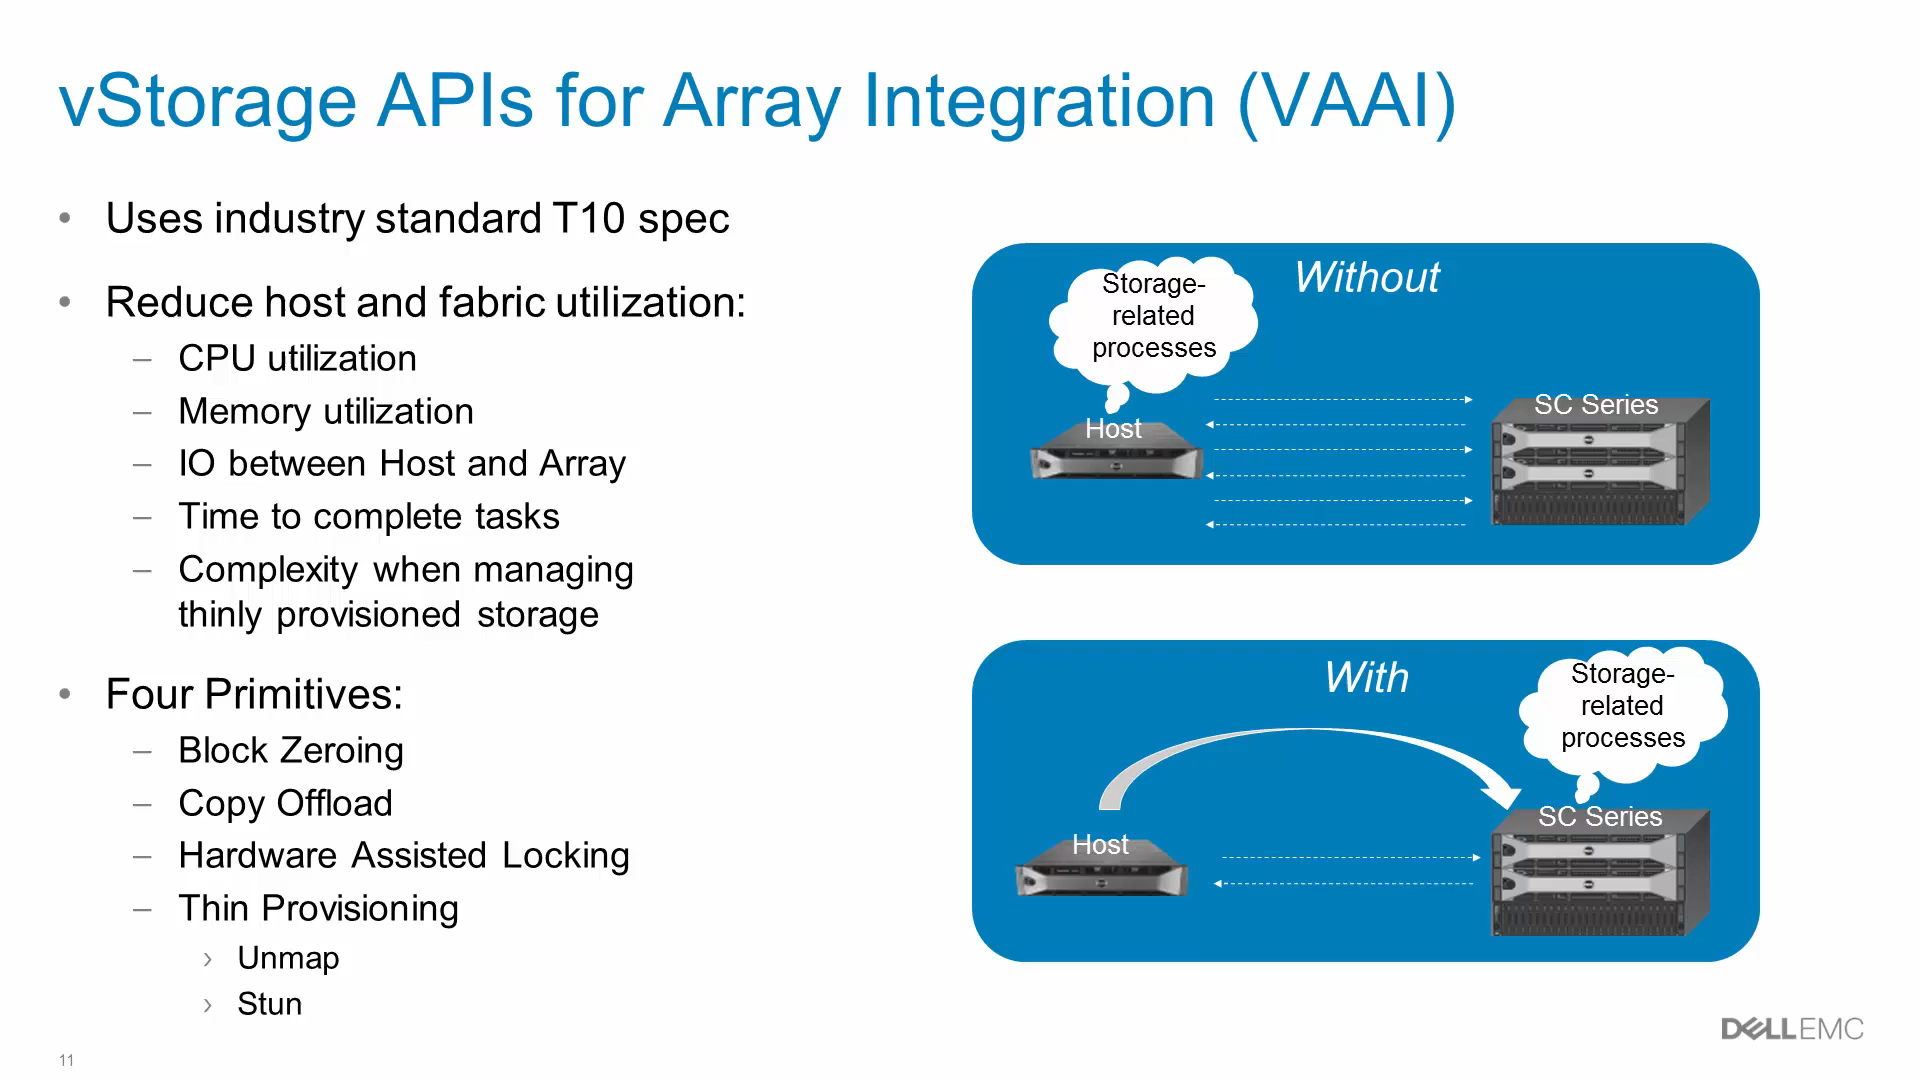 vStorage APIs for Array Integration (VAAI)
• Uses industry standard T10 spec
• Reduce host and fabric utilization:
– CPU utilization
– Memory utilization
– IO between Host and Array
– Time to complete tasks
– Complexity when managing
thinly provisioned storage
• Four Primitives:
– Block Zeroing
– Copy Offload
– Hardware Assisted Locking
– Thin Provisioning
› Unmap
› Stun
Without
Storage-
related
processes
Host
SC Series
With
Storage-
related
processes
Host
SC Series
11
DELLEMC